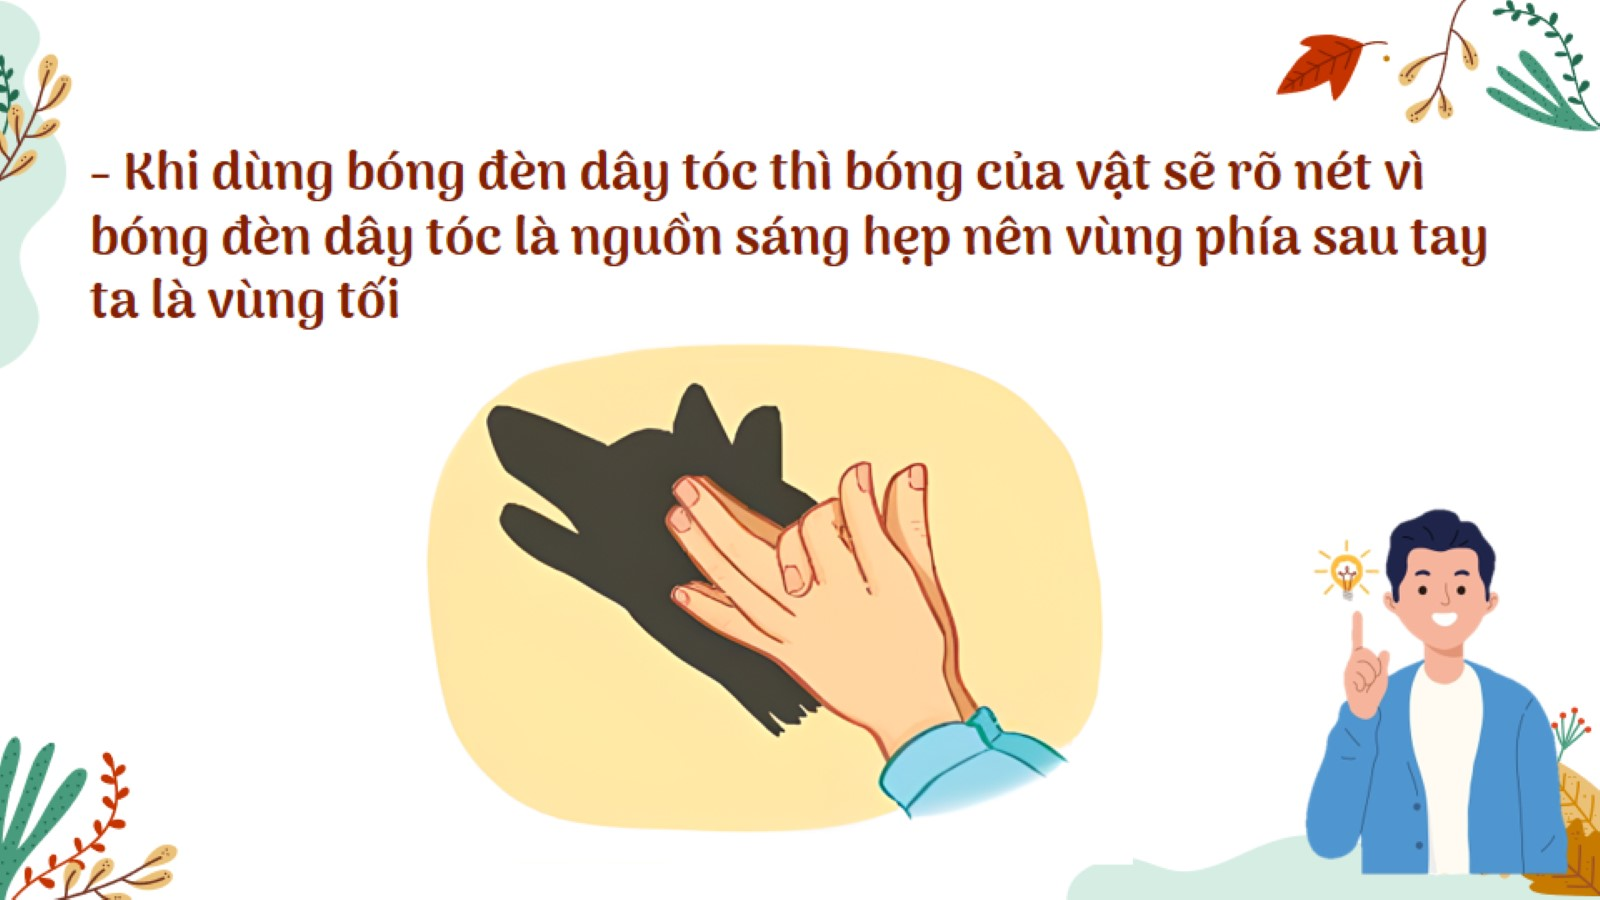 - Khi dùng bóng đèn dây tóc thì bóng của vật sẽ rõ nét vì
bóng đèn dây tóc là nguồn sáng hẹp nên vùng phía sau tay
ta là vùng tối